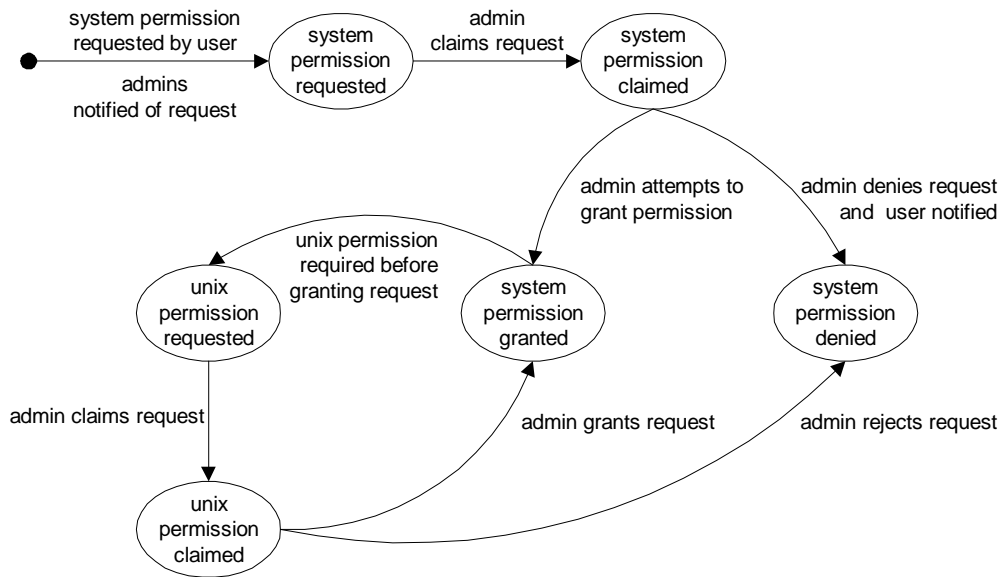 system permission
requested by user
admins
notified of request
system
permission
requested
admin
claims request
system
permission
claimed
admin attempts to
grant permission
admin denies request
and user notified
unix permission
required before
granting request
unix
permission
requested
system
permission
granted
system
permission
denied
admin claims request
admin grants request
admin rejects request
unix
permission
claimed